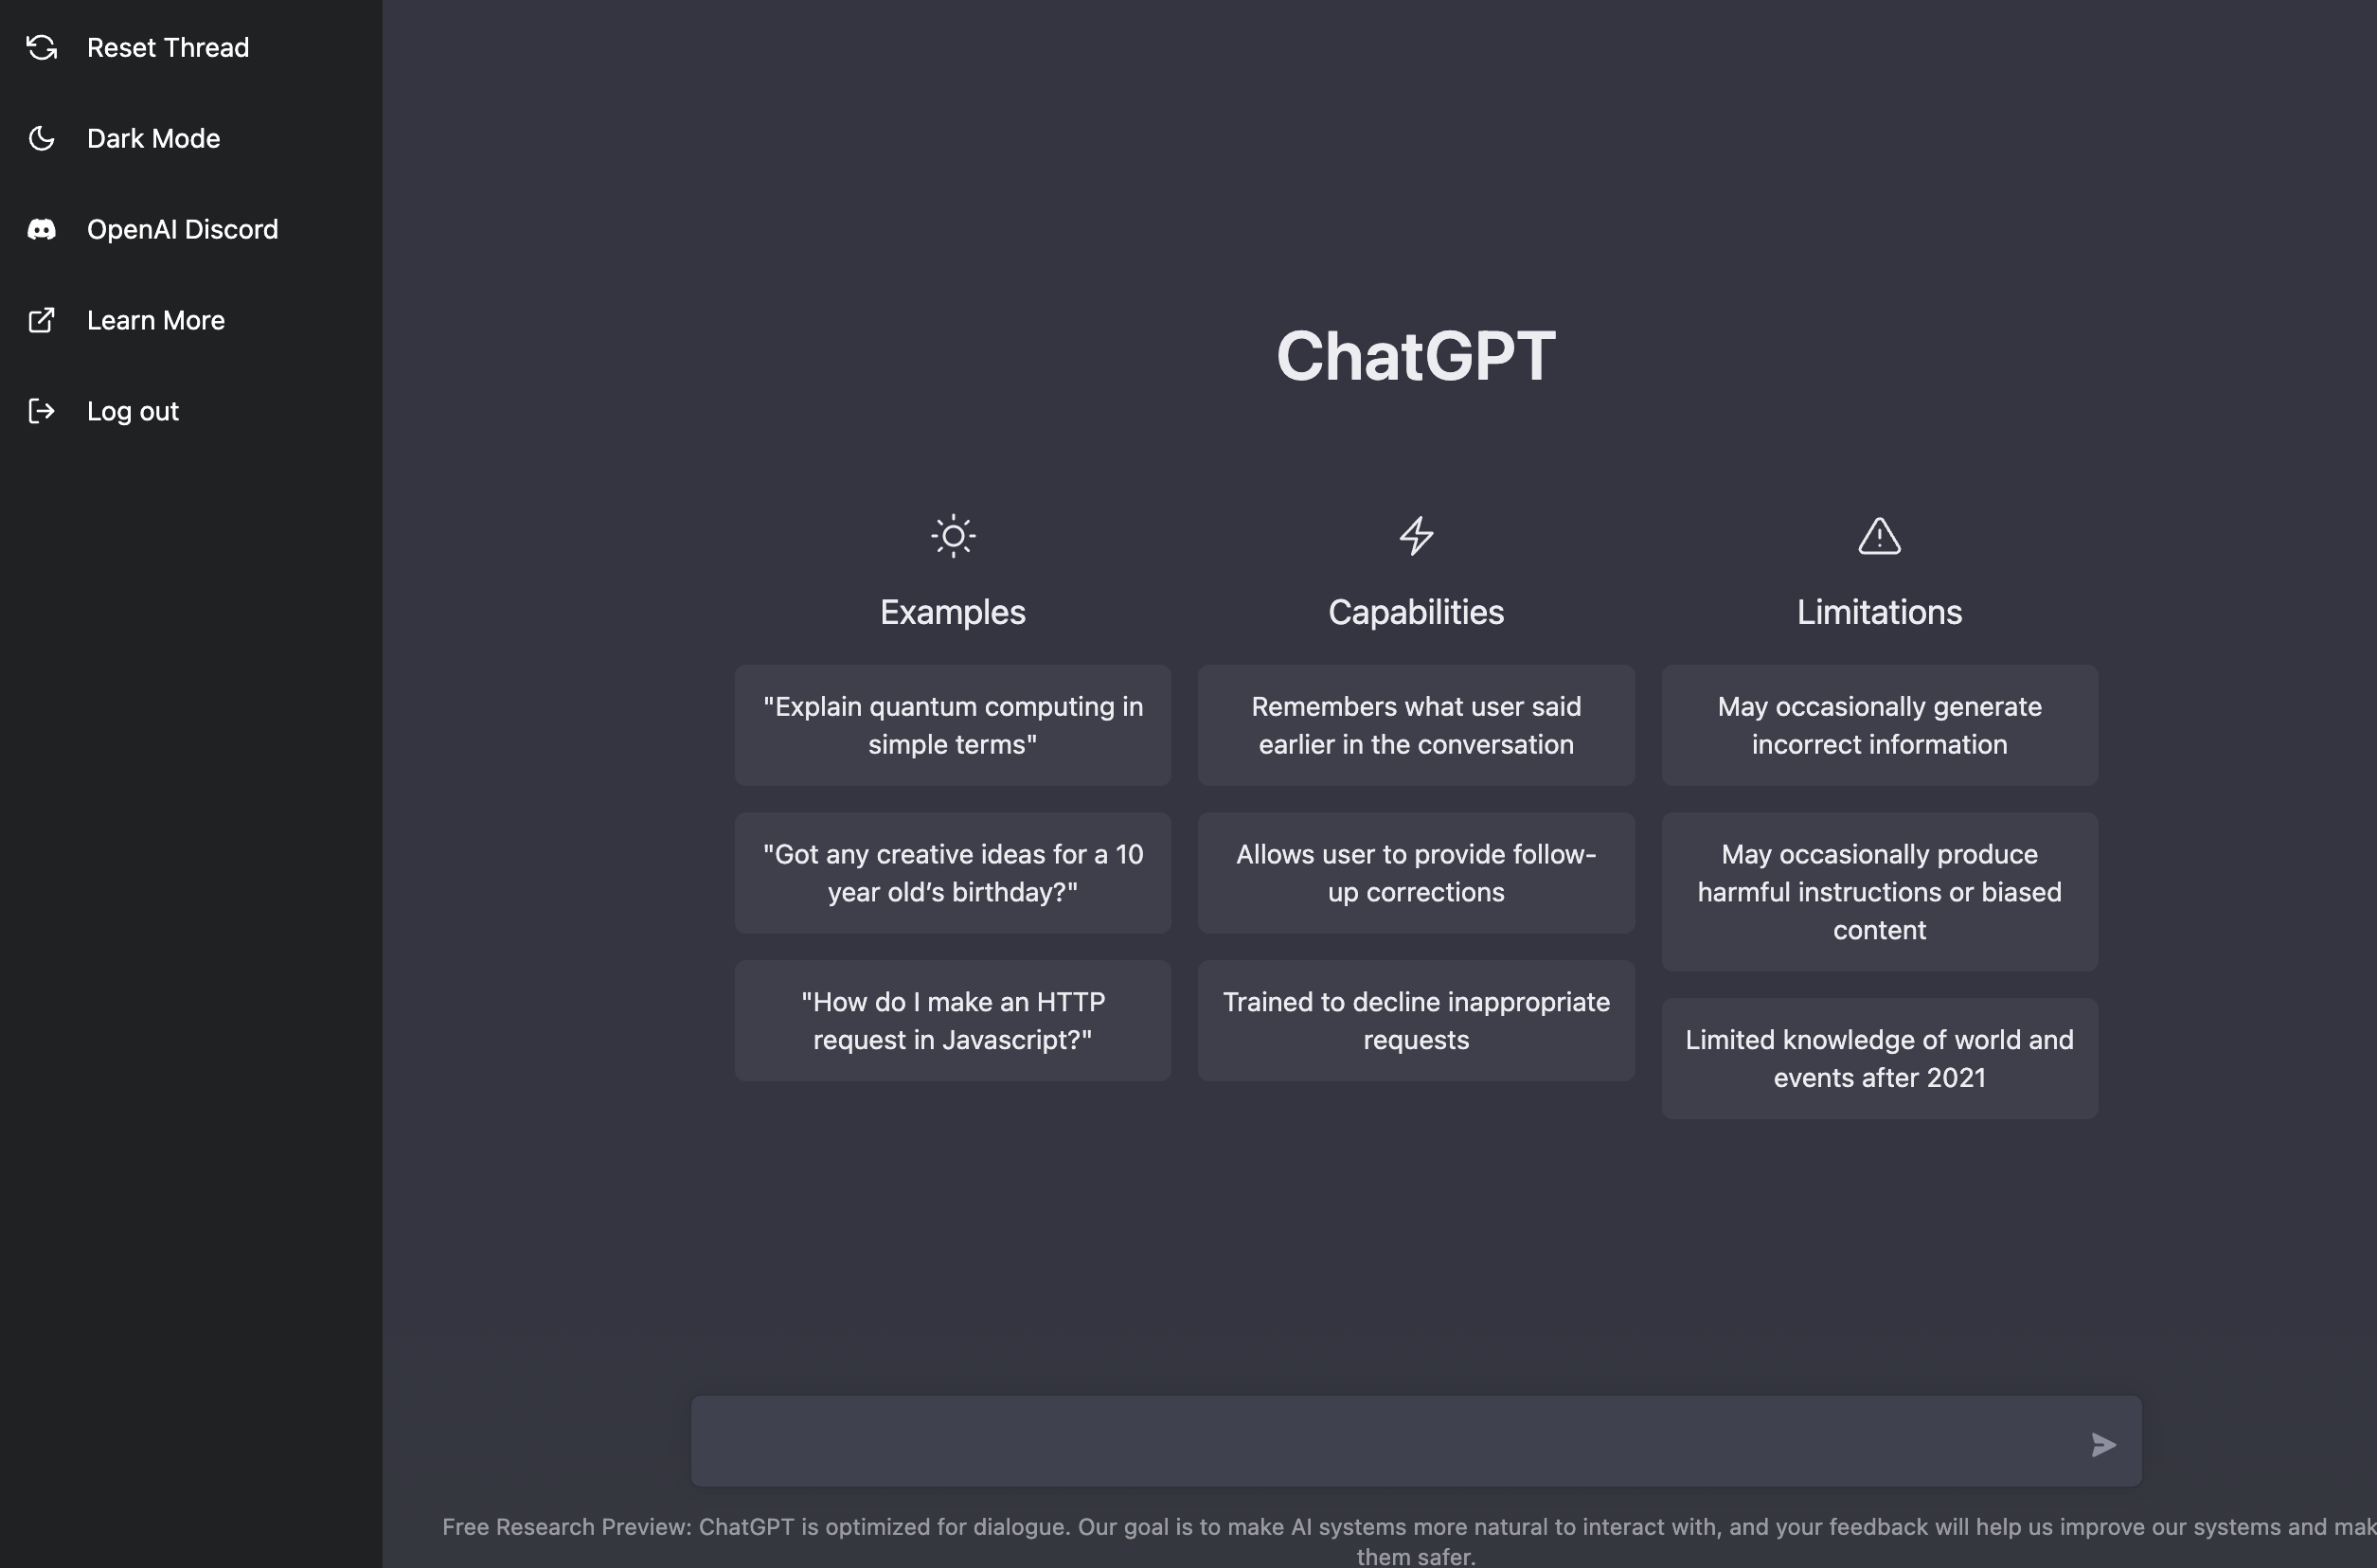 Reset Thread
Dark Mode
OpenAI Discord
Learn More
Log out
ChatGPT
Examples
"Explain quantum computing in
simple terms"
"Got any creative ideas for a 10
year old’s birthday?"
"How do I make an HTTP
request in Javascript?"
Capabilities
Remembers what user said
earlier in the conversation
Allows user to provide follow-
up corrections
Trained to decline inappropriate
requests
Limitations
May occasionally generate
incorrect information
May occasionally produce
harmful instructions or biased
content
Limited knowledge of world and
events after 2021
Free Research Preview: ChatGPT is optimized for dialogue. Our goal is to make AI systems more natural to interact with, and your feedback will help us improve our systems and mak
them safer.